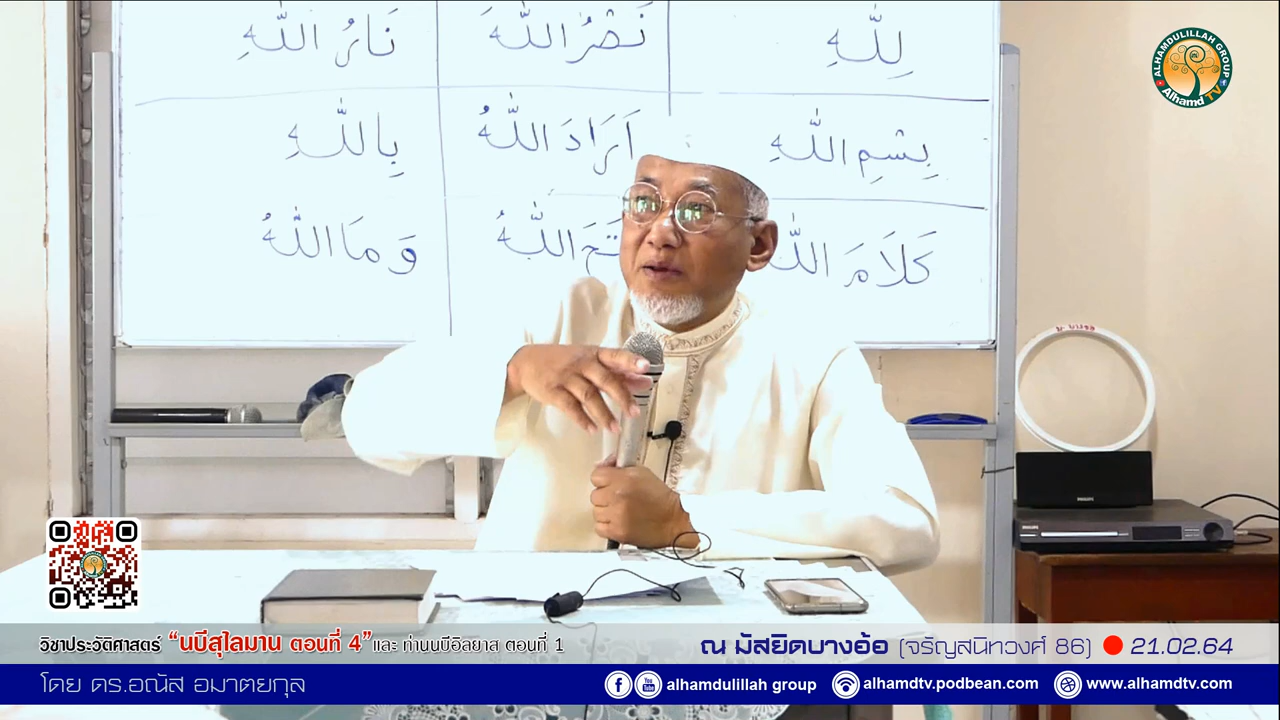 لِلّٰهِ نَصْرُ اللّٰهَ نَارُ اللّٰهِ
بِسْمِ اللّٰهِ اَرَادَ اللّٰهُ بِاللّٰهِ
كَلَامَ اللّٰهِ اللّٰهُ وَمَا اللّٰهُ
ALHAMDULILLAH GROUP
Alhamd TV
PHILIPS
PHILIPS
วิชาประวัติศาสตร์ “นบีสุไลมาน ตอนที่ 4” และ ท่านนบีอิลยาส ตอนที่ 1
ณ มัสยิดบางอ้อ (จรัญสนิทวงศ์ 86) 21.02.64
โดย ดร.อณัส อมาตยกุล
f You Tube alhamdulillah group alhamdtv.podbean.com www.alhamdtv.com